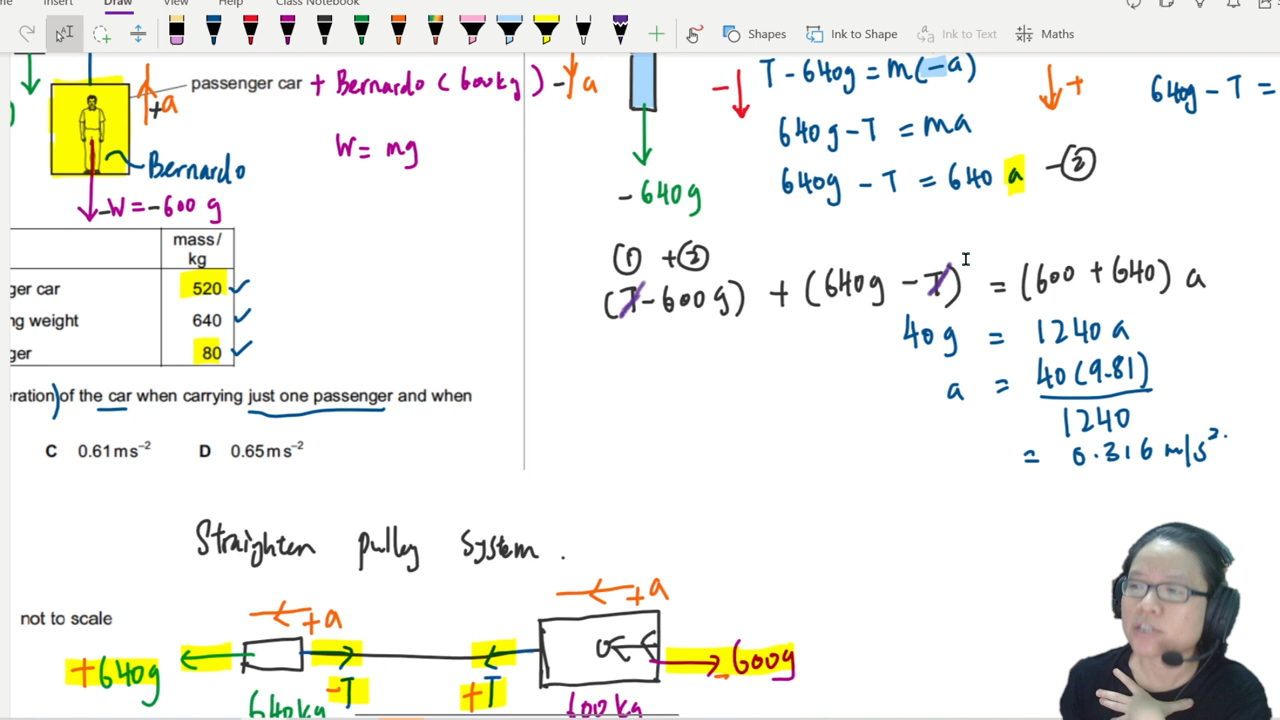 Insert Draw View Help Class Notebook
Shapes Ink to Shape Ink to Text Maths
passenger car + Bernardo (600kg)
+a
-a
W = mg
Bernardo
-W = -600 g
-640g
T - 640g = m(-a)
640g - T = ma
640g - T = 640 a - ②
- +
640g - T =
mass/
kg
ger car 520
ng weight 640
ger 80
eration) of the car when carrying just one passenger and when
C 0.61 m s⁻² D 0.65 m s⁻²
① + ②
(T - 600g) + (640g - T) = (600 + 640) a
40g = 1240 a
a = 40(9.81)
1240
= 0.316 m/s².
Straighten pulley system.
not to scale
+a
+a
+640g
-T
+T
-600g
640kg
600kg